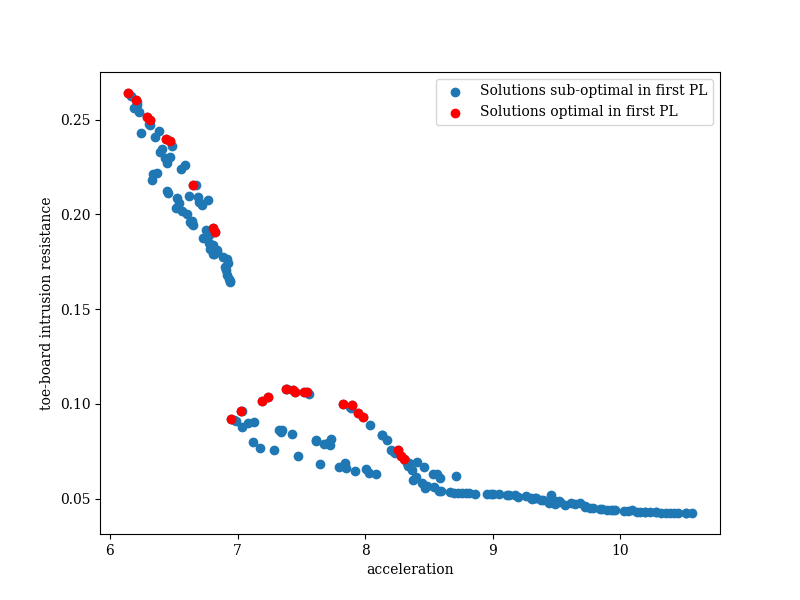 Solutions sub-optimal in first PL
Solutions optimal in first PL
0.25
0.20
0.15
0.10
0.05
toe-board intrusion resistance
6 7 8 9 10
acceleration